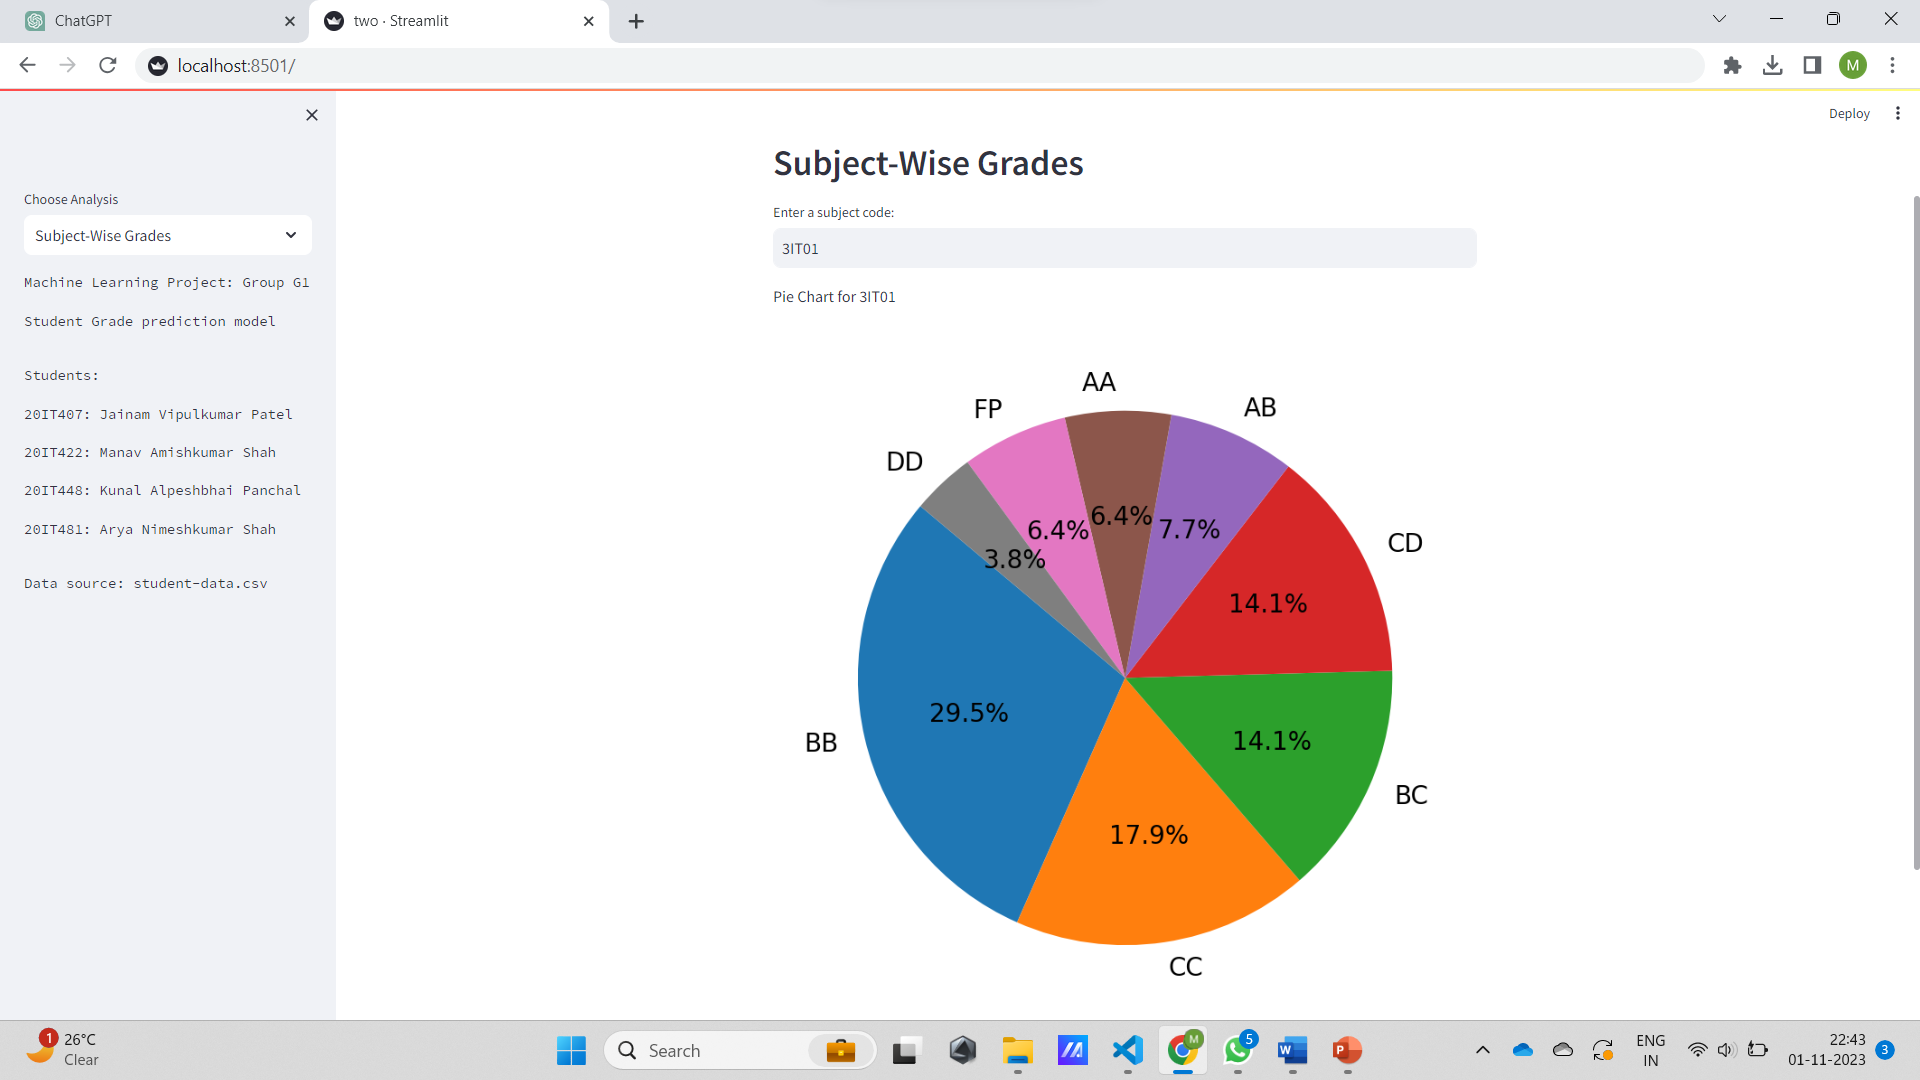 ChatGPT
two · Streamlit
localhost:8501/
M
Deploy
Choose Analysis
Subject-Wise Grades
Machine Learning Project: Group G1
Student Grade prediction model
Students:
20IT407: Jainam Vipulkumar Patel
20IT422: Manav Amishkumar Shah
20IT448: Kunal Alpeshbhai Panchal
20IT481: Arya Nimeshkumar Shah
Data source: student-data.csv
Subject-Wise Grades
Enter a subject code:
3IT01
Pie Chart for 3IT01
AA
FP
AB
DD
CD
BB
BC
CC
6.4%
6.4%
7.7%
3.8%
14.1%
29.5%
14.1%
17.9%
1
26°C
Clear
Search
M
5
W
P
ENG
IN
22:43
01-11-2023
3